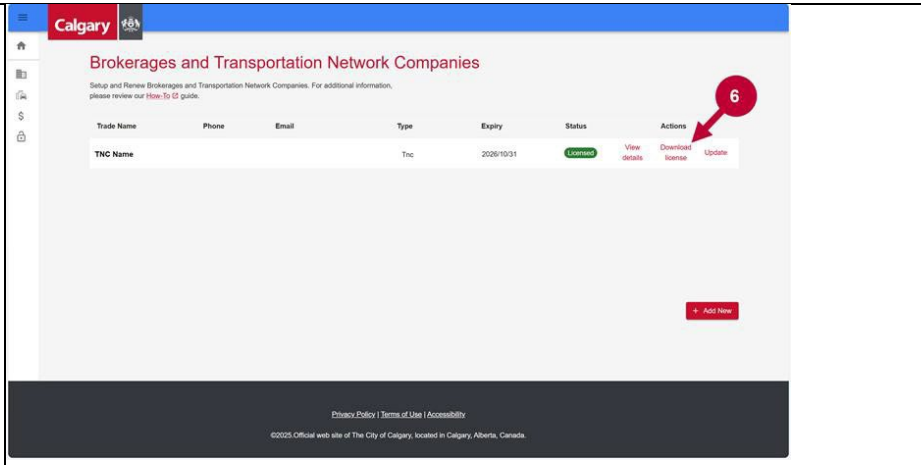 Calgary
Brokerages and Transportation Network Companies
Setup and Renew Brokerages and Transportation Network Companies. For additional information,
please review our How-To guide.
6
Trade Name Phone Email Type Expiry Status Actions
TNC Name Tnc 2026/10/31 Licensed View details Download license Update
+ Add New
Privacy Policy | Terms of Use | Accessibility
©2025.Official web site of The City of Calgary, located in Calgary, Alberta, Canada.